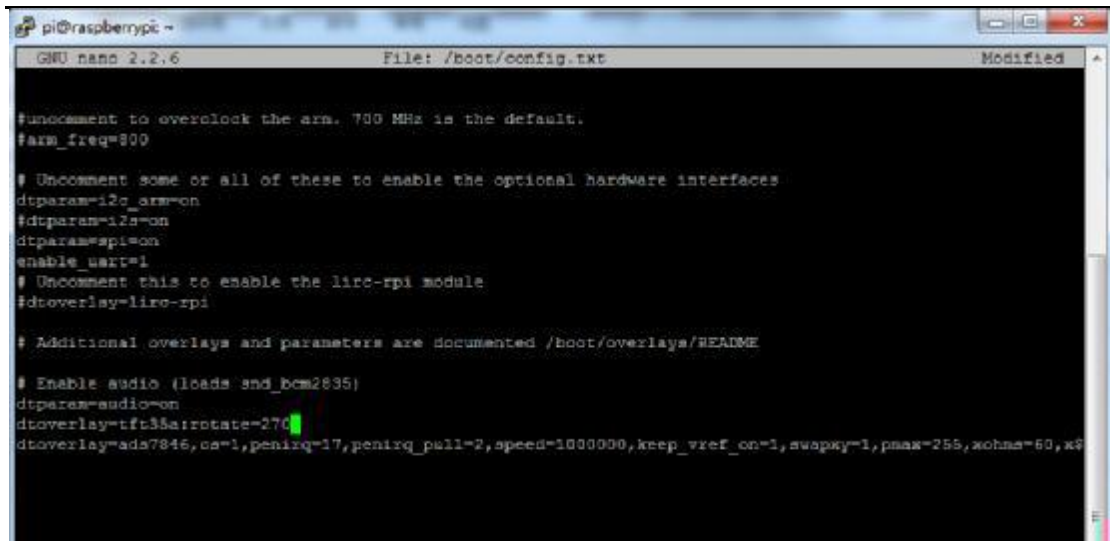 pi@raspberrypi: ~
GNU nano 2.2.6 File: /boot/config.txt Modified
#uncomment to overclock the arm. 700 MHz is the default.
#arm_freq=800
# Uncomment some or all of these to enable the optional hardware interfaces
dtparam=i2c_arm=on
#dtparam=i2s=on
dtparam=spi=on
enable_uart=1
# Uncomment this to enable the lirc-rpi module
#dtoverlay=lirc-rpi
# Additional overlays and parameters are documented /boot/overlays/README
# Enable audio (loads snd_bcm2835)
dtparam=audio=on
dtoverlay=tft35a:rotate=270
dtoverlay=ads7846,cs=1,penirq=17,penirq_pull=2,speed=1000000,keep_vref_on=1,swapxy=1,pmax=255,xohms=60,x$